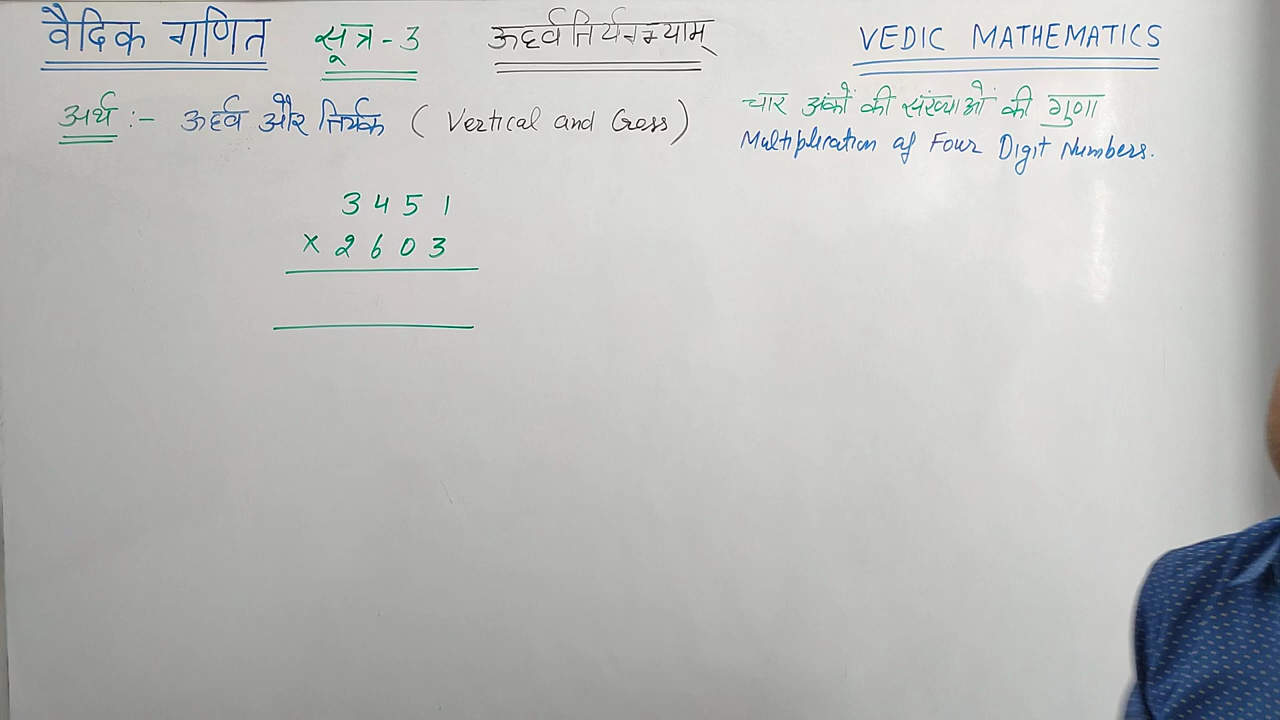 वैदिक गणित सूत्र - 3 ऊर्ध्वतिर्यग्भ्याम् VEDIC MATHEMATICS
अर्थ :- ऊर्ध्व और तिर्यक ( Vertical and Cross ) चार अंकों की संख्याओं की गुणा
Multiplication of Four Digit Numbers.
3 4 5 1
× 2 6 0 3